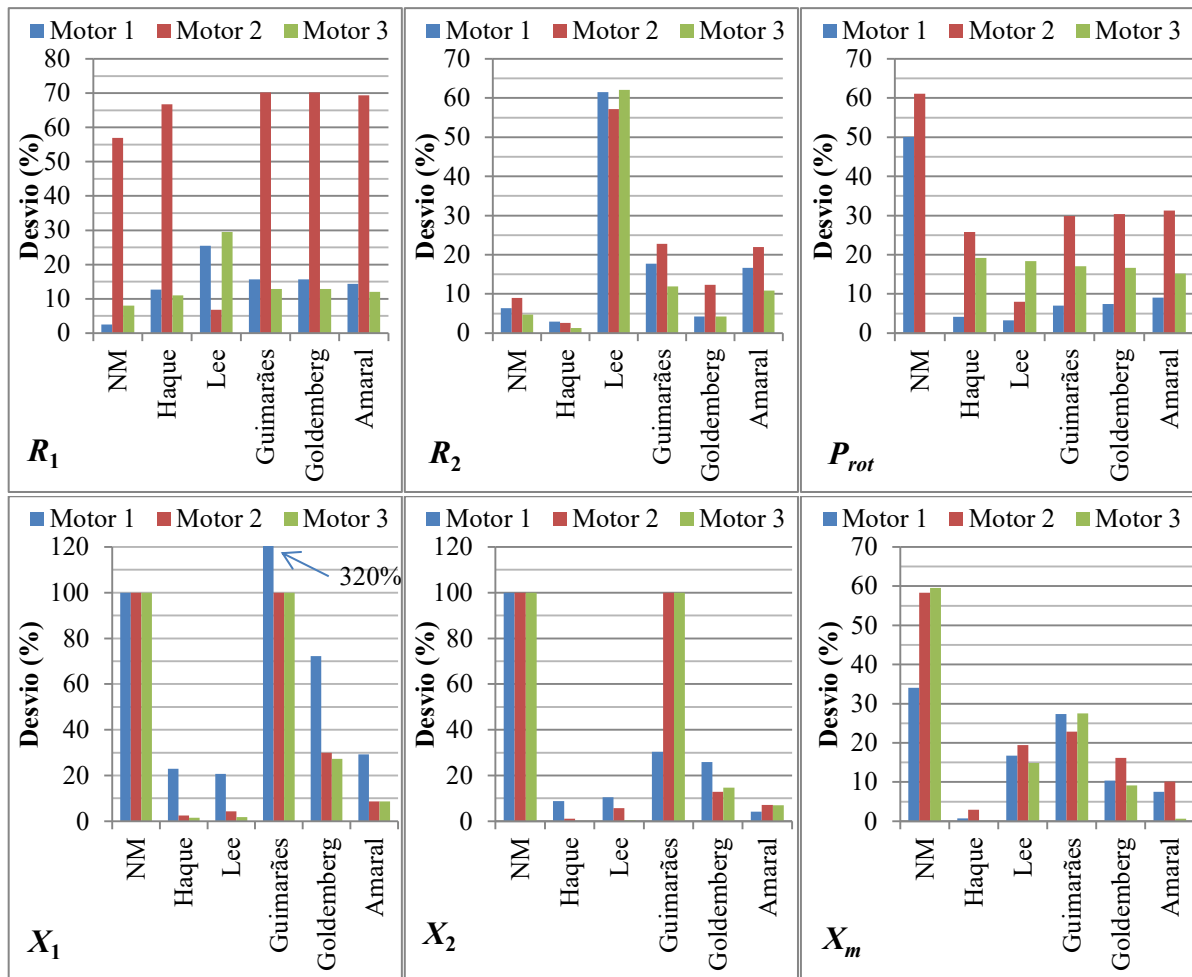 Motor 1 Motor 2 Motor 3
80
70
60
50
40
30
20
10
0
Desvio (%)
NM
Haque
Lee
Guimarães
Goldemberg
Amaral
R1
Motor 1 Motor 2 Motor 3
70
60
50
40
30
20
10
0
Desvio (%)
NM
Haque
Lee
Guimarães
Goldemberg
Amaral
R2
Motor 1 Motor 2 Motor 3
70
60
50
40
30
20
10
0
Desvio (%)
NM
Haque
Lee
Guimarães
Goldemberg
Amaral
Prot
Motor 1 Motor 2 Motor 3
120
100
80
60
40
20
0
Desvio (%)
320%
NM
Haque
Lee
Guimarães
Goldemberg
Amaral
X1
Motor 1 Motor 2 Motor 3
120
100
80
60
40
20
0
Desvio (%)
NM
Haque
Lee
Guimarães
Goldemberg
Amaral
X2
Motor 1 Motor 2 Motor 3
70
60
50
40
30
20
10
0
Desvio (%)
NM
Haque
Lee
Guimarães
Goldemberg
Amaral
Xm